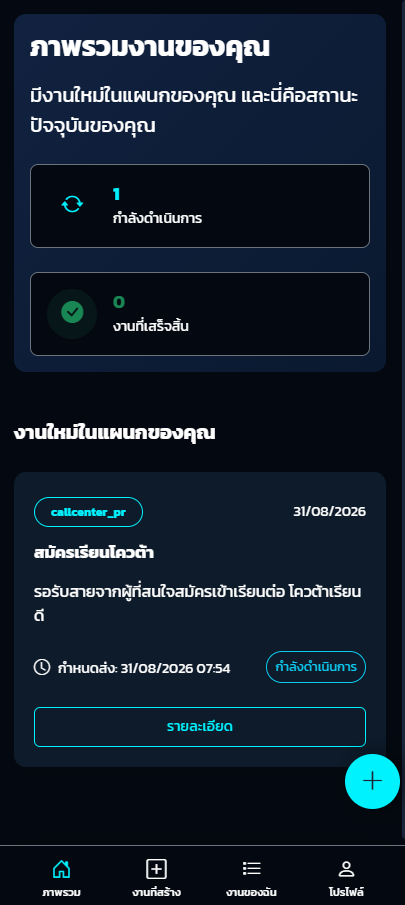 ภาพรวมงานของคุณ
มีงานใหม่ในแผนกของคุณ และนี่คือสถานะ
ปัจจุบันของคุณ
1
กำลังดำเนินการ
0
งานที่เสร็จสิ้น
งานใหม่ในแผนกของคุณ
callcenter_pr
31/08/2026
สมัครเรียนโควต้า
รอรับสายจากผู้ที่สนใจสมัครเข้าเรียนต่อ โควต้าเรียน
ดี
กำหนดส่ง: 31/08/2026 07:54
กำลังดำเนินการ
รายละเอียด
ภาพรวม
งานที่สร้าง
งานของฉัน
โปรไฟล์